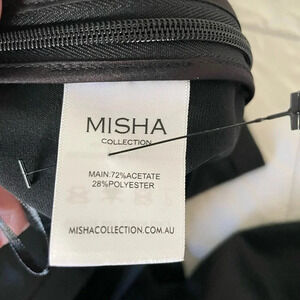 MISHA
COLLECTION
MAIN:72%ACETATE
28%POLYESTER
MISHACOLLECTION.COM.AU